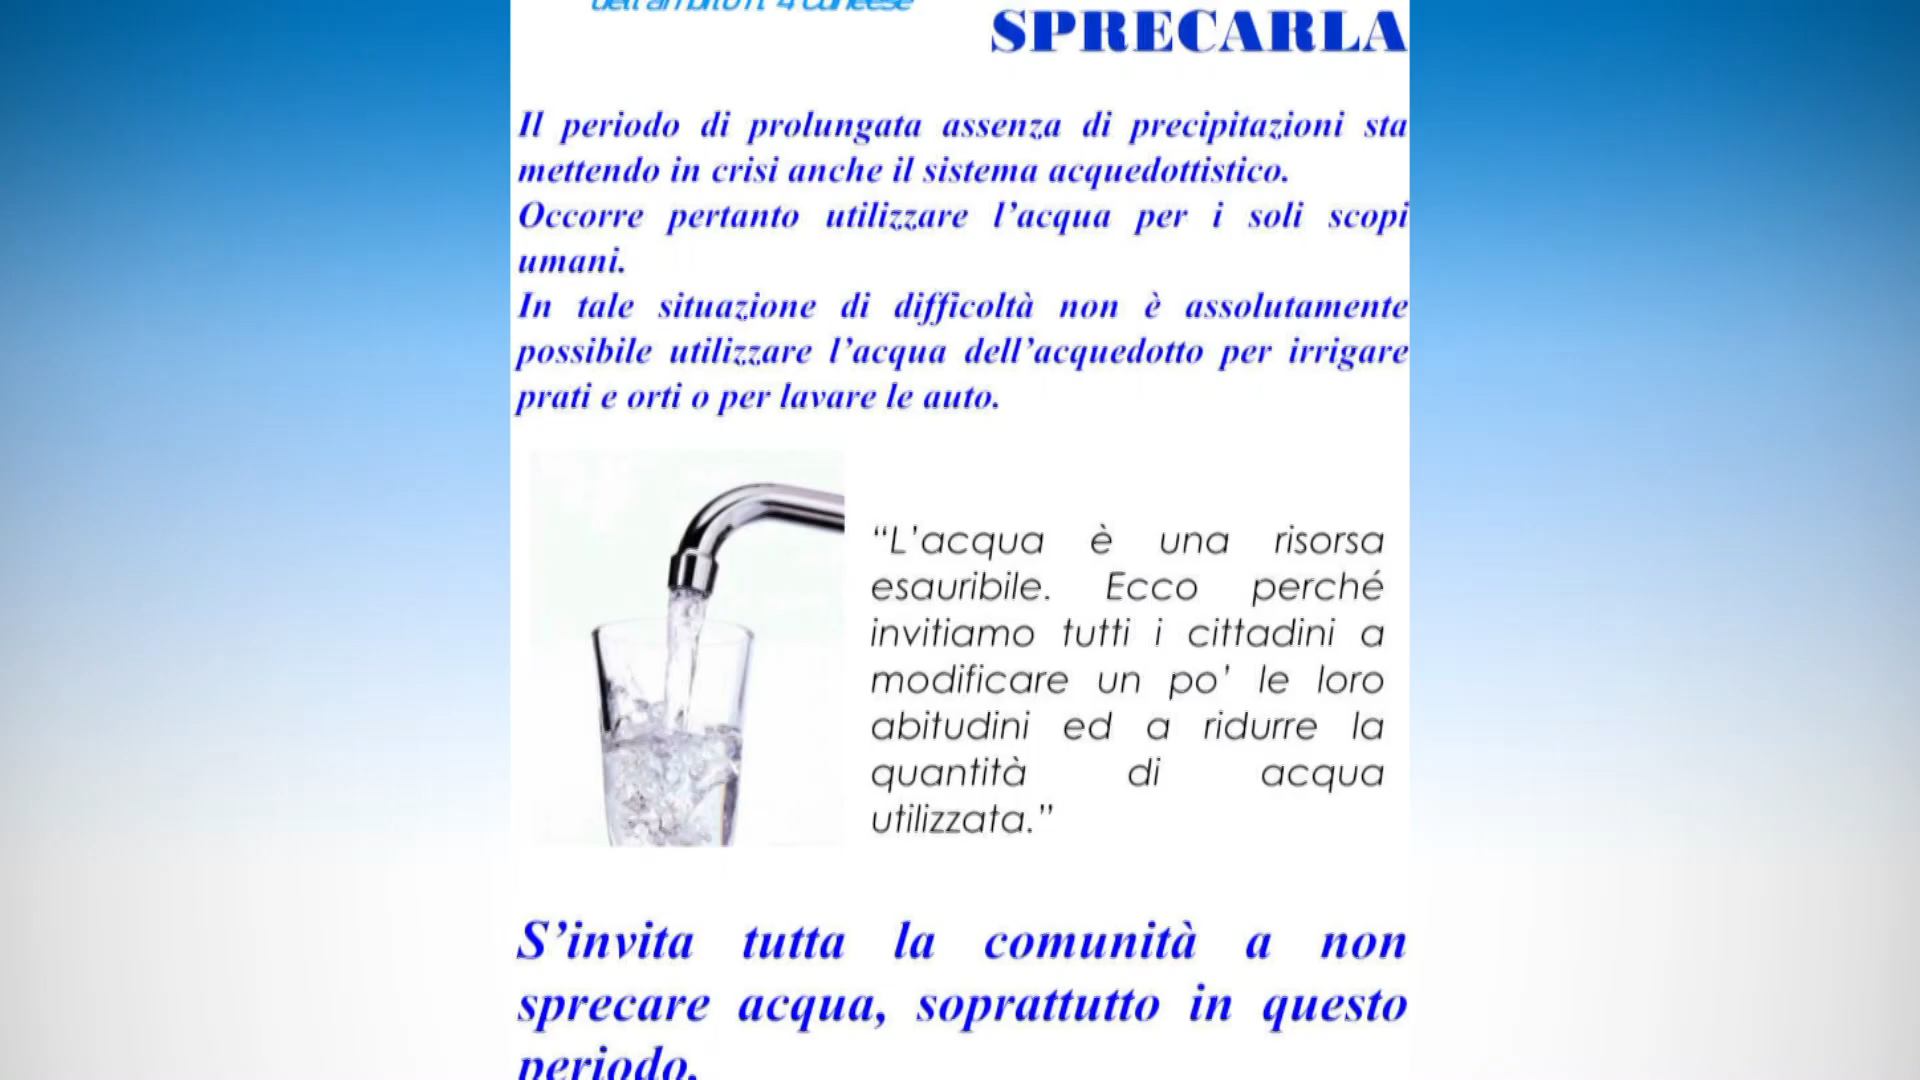 dell'ambito n. 4 cuneese
SPRECARLA
Il periodo di prolungata assenza di precipitazioni sta
mettendo in crisi anche il sistema acquedottistico.
Occorre pertanto utilizzare l'acqua per i soli scopi
umani.
In tale situazione di difficoltà non è assolutamente
possibile utilizzare l'acqua dell'acquedotto per irrigare
prati e orti o per lavare le auto.
“L'acqua è una risorsa
esauribile. Ecco perché
invitiamo tutti i cittadini a
modificare un po' le loro
abitudini ed a ridurre la
quantità di acqua
utilizzata.”
S'invita tutta la comunità a non
sprecare acqua, soprattutto in questo
periodo.